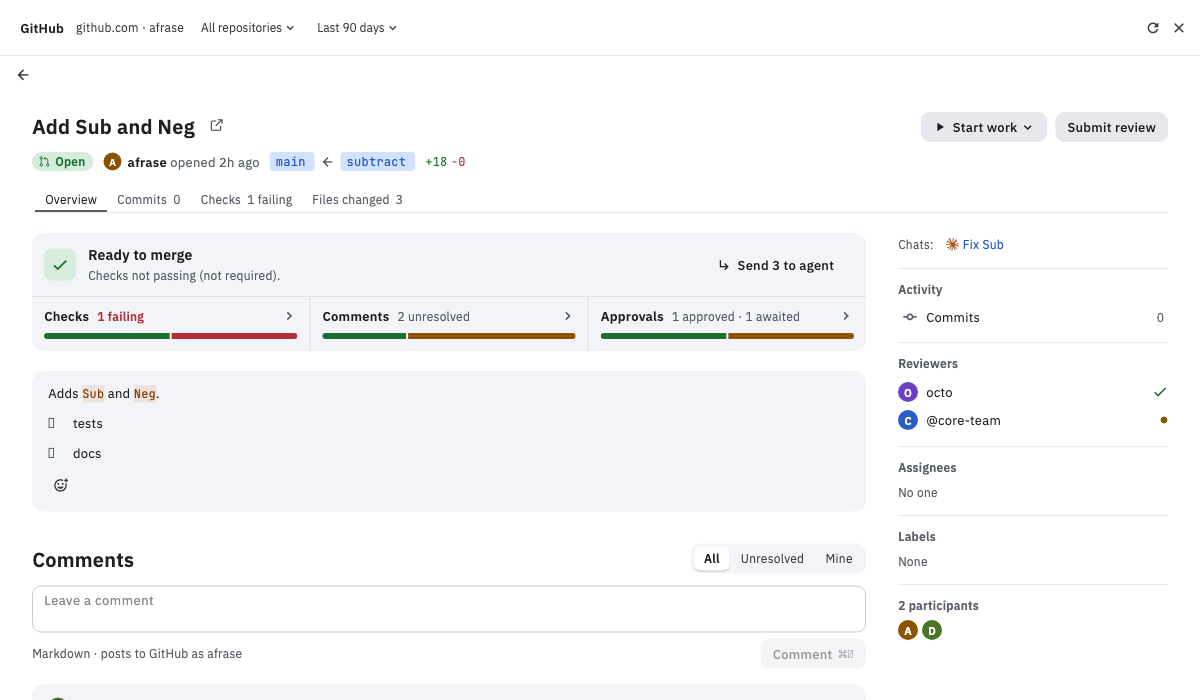 GitHub github.com · afrase All repositories Last 90 days
Add Sub and Neg
Start work Submit review
Open A afrase opened 2h ago main ← subtract +18 -0
Overview Commits 0 Checks 1 failing Files changed 3
Ready to merge
Checks not passing (not required).
Send 3 to agent
Checks 1 failing
Comments 2 unresolved
Approvals 1 approved · 1 awaited
Adds Sub and Neg.
tests
docs
Comments
All Unresolved Mine
Leave a comment
Markdown · posts to GitHub as afrase
Comment ⌘
Chats: Fix Sub
Activity
Commits 0
Reviewers
O octo
C @core-team
Assignees
No one
Labels
None
2 participants
A D